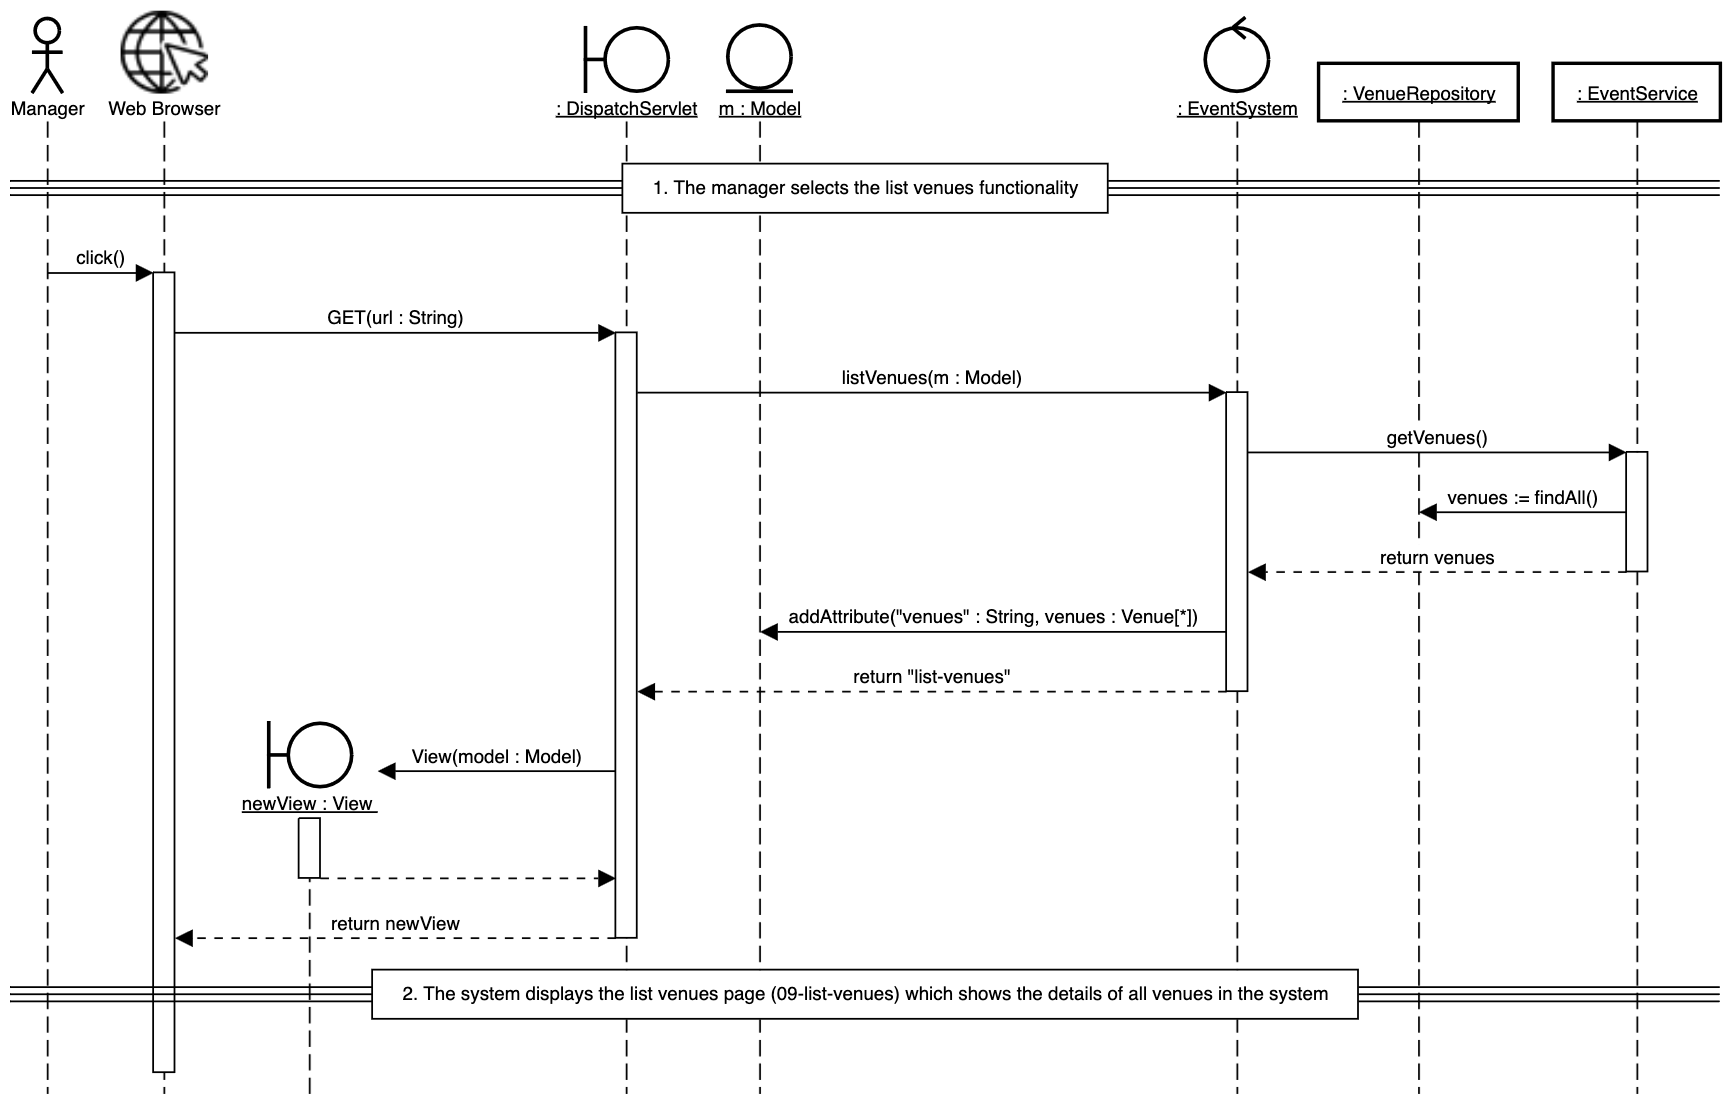 Manager
Web Browser
: DispatchServlet
m : Model
: EventSystem
: VenueRepository
: EventService
1. The manager selects the list venues functionality
click()
GET(url : String)
listVenues(m : Model)
getVenues()
venues := findAll()
return venues
addAttribute("venues" : String, venues : Venue[*])
return "list-venues"
View(model : Model)
newView : View
return newView
2. The system displays the list venues page (09-list-venues) which shows the details of all venues in the system